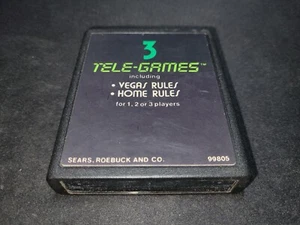 3
TELE-GAMES™
including
• VEGAS RULES
• HOME RULES
for 1, 2 or 3 players
SEARS, ROEBUCK AND CO. 99805